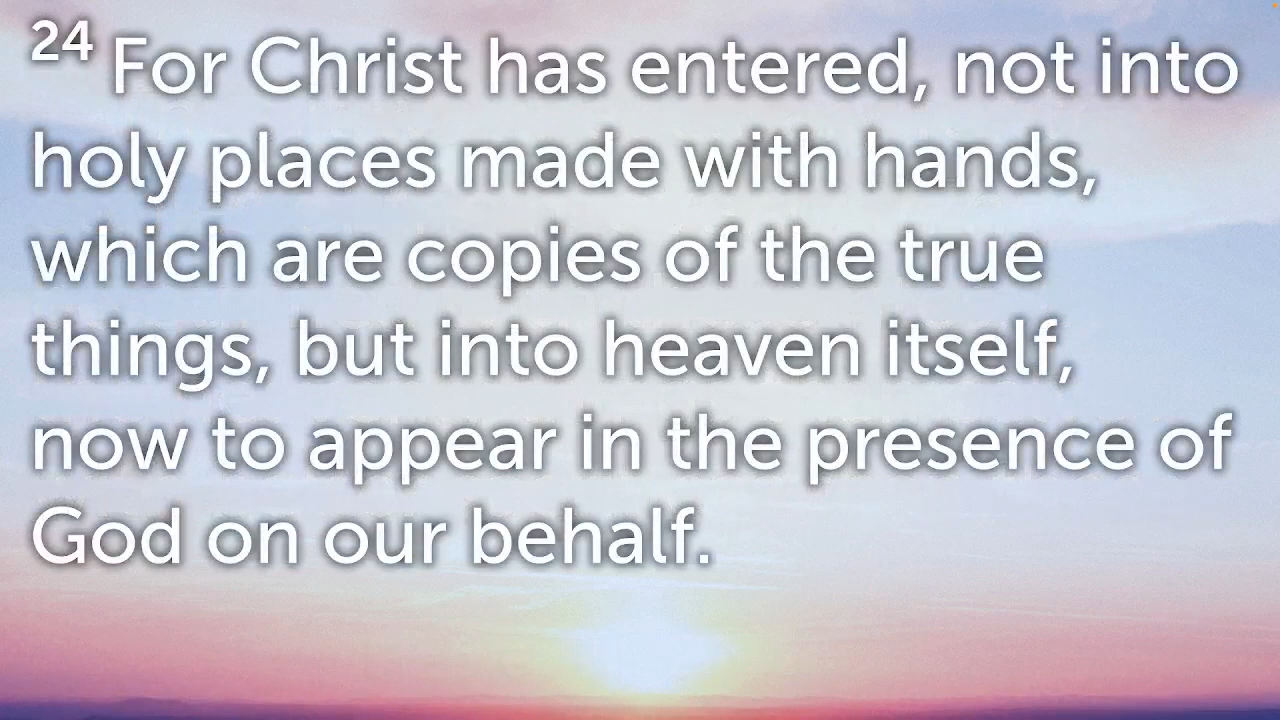 24 For Christ has entered, not into
holy places made with hands,
which are copies of the true
things, but into heaven itself,
now to appear in the presence of
God on our behalf.